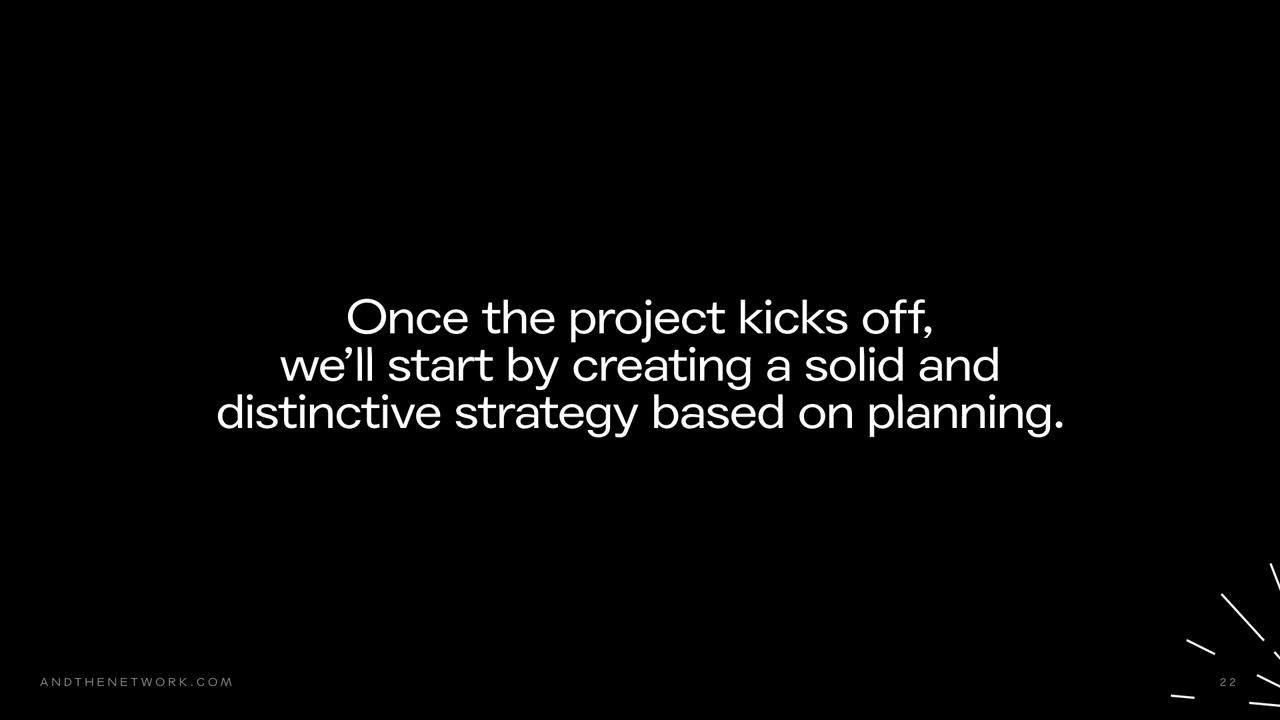 Once the project kicks off,
we’ll start by creating a solid and
distinctive strategy based on planning.
ANDTHENETWORK.COM
22